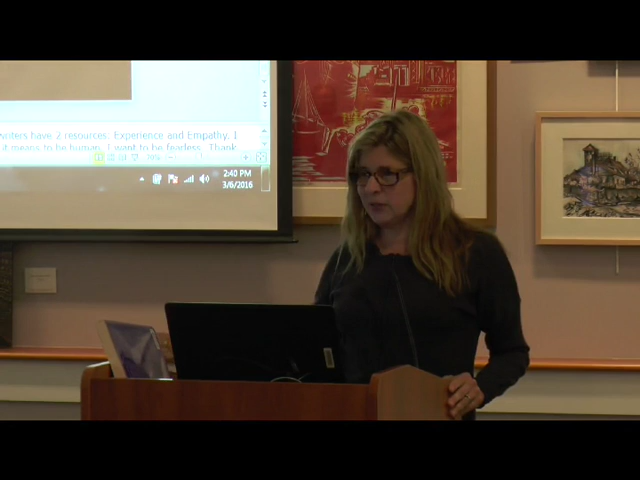 writers have 2 resources: Experience and Empathy. I
it means to be human. I want to be fearless. Thank
2:40 PM
3/6/2016